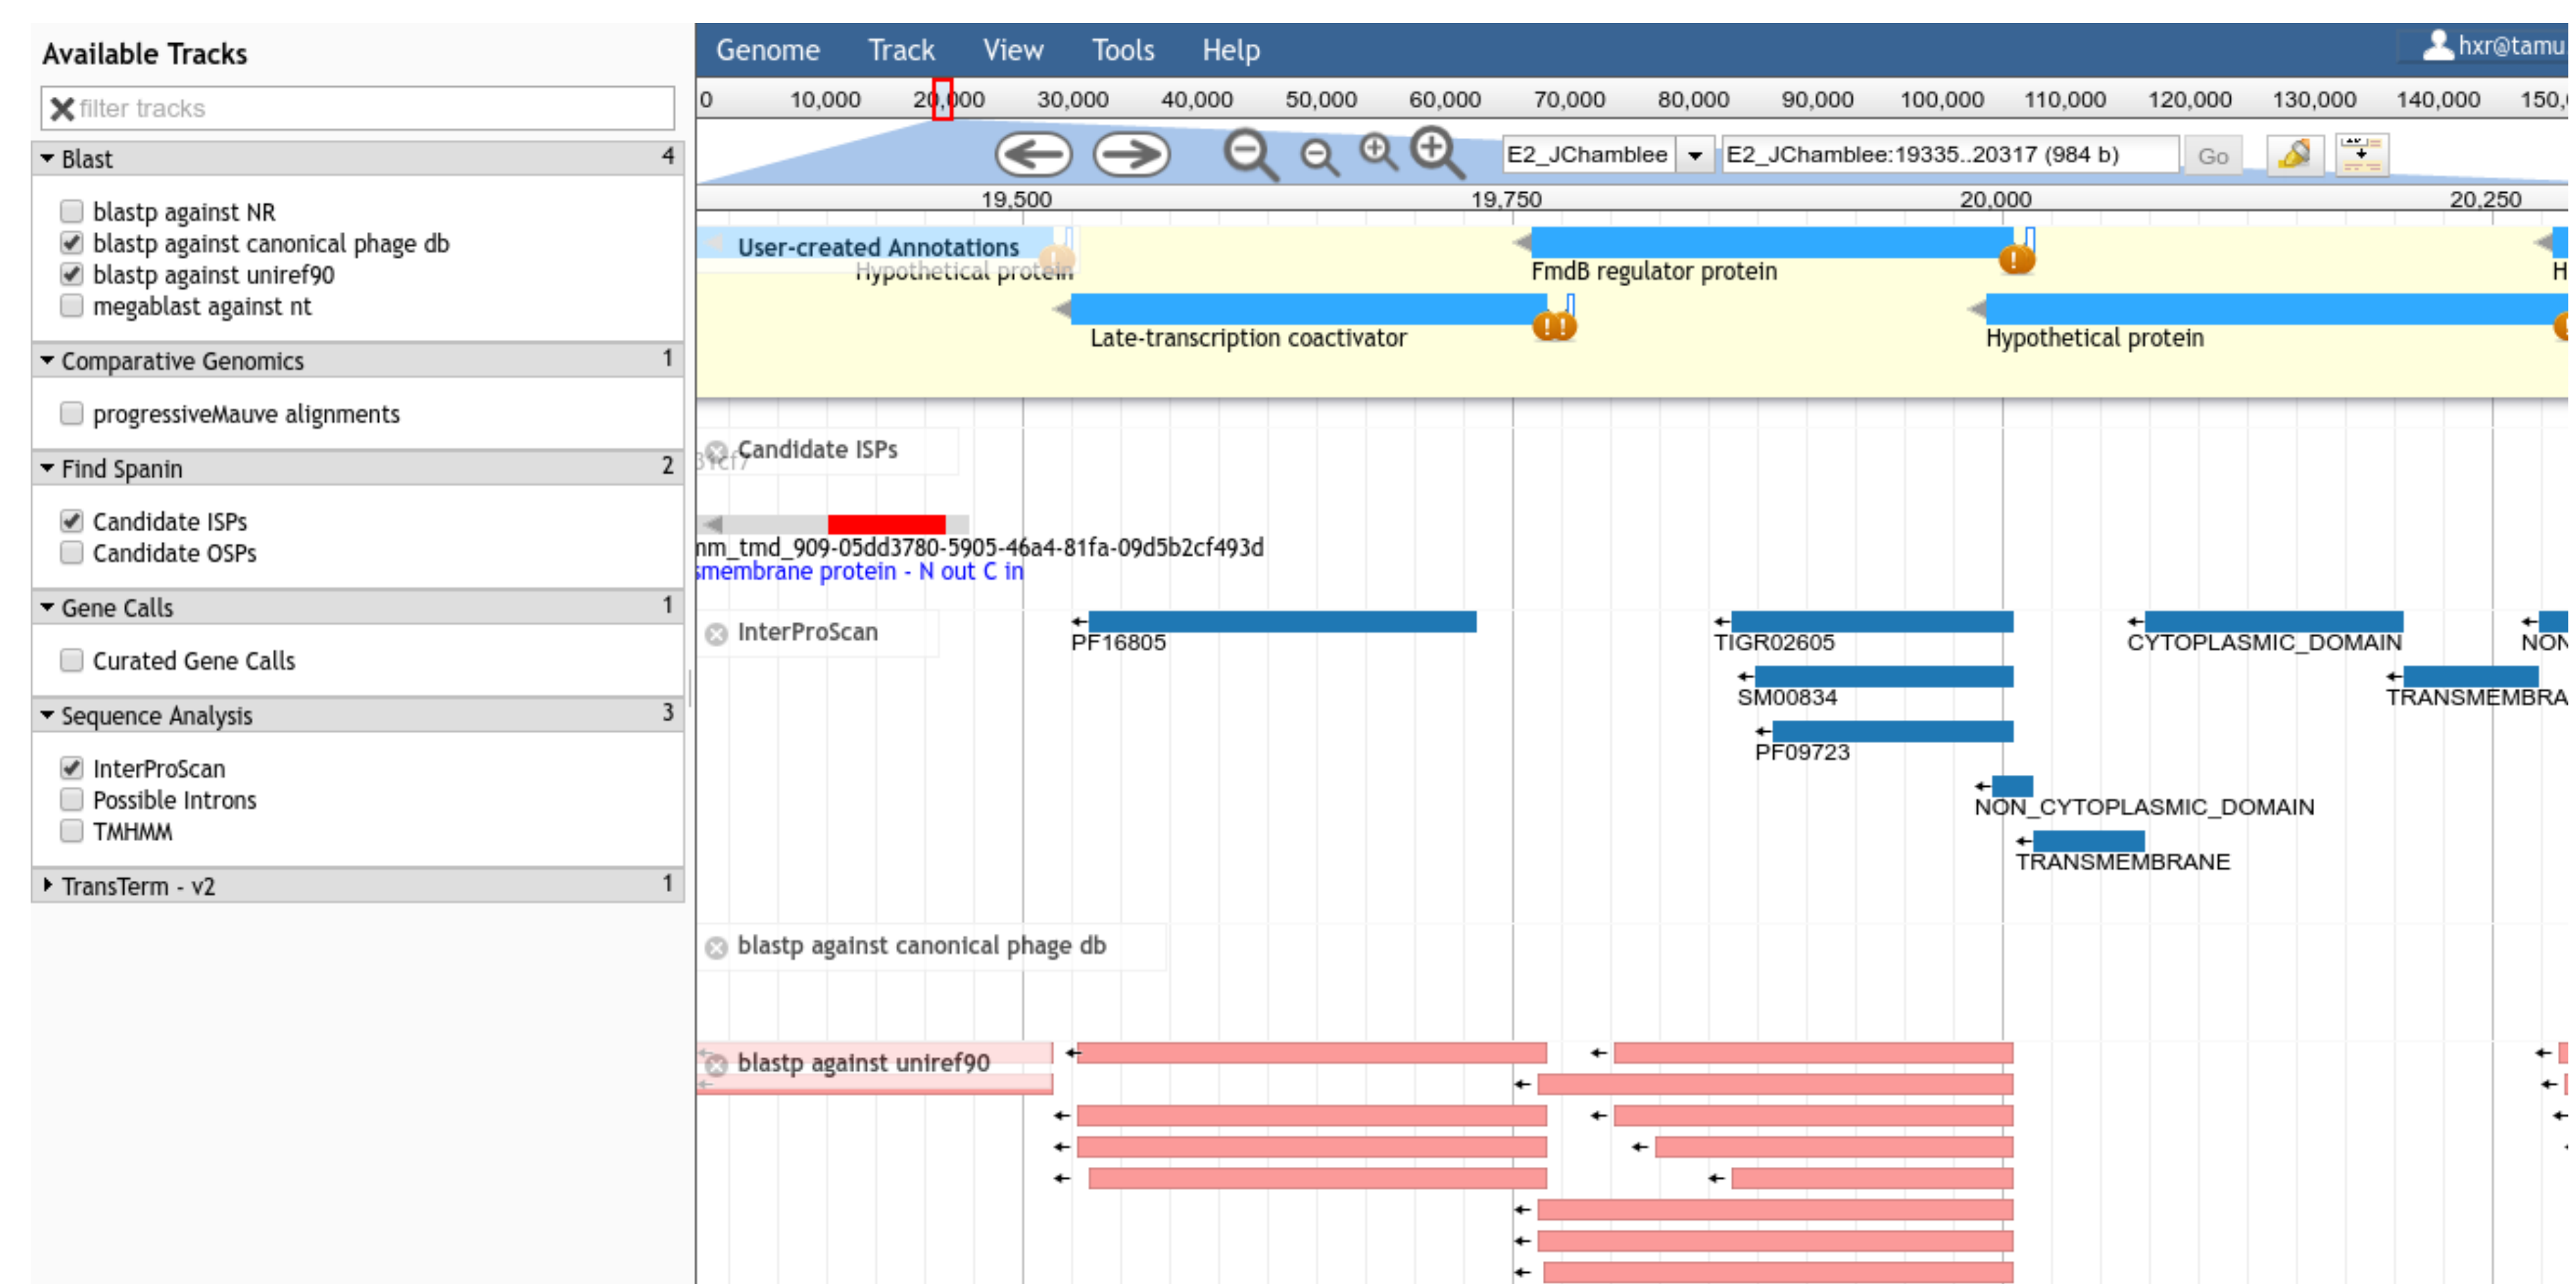 Available Tracks
filter tracks
Blast 4
blastp against NR
blastp against canonical phage db
blastp against uniref90
megablast against nt
Comparative Genomics 1
progressiveMauve alignments
Find Spanin 2
Candidate ISPs
Candidate OSPs
Gene Calls 1
Curated Gene Calls
Sequence Analysis 3
InterProScan
Possible Introns
TMHMM
TransTerm - v2 1
Genome Track View Tools Help hxr@tamu.
0 10,000 20,000 30,000 40,000 50,000 60,000 70,000 80,000 90,000 100,000 110,000 120,000 130,000 140,000 150,
E2_JChamblee E2_JChamblee:19335..20317 (984 b) Go
19,500 19,750 20,000 20,250
User-created Annotations
Hypothetical protein FmdB regulator protein H
Late-transcription coactivator Hypothetical protein
Candidate ISPs
31cf7
nm_tmd_909-05dd3780-5905-46a4-81fa-09d5b2cf493d
smembrane protein - N out C in
InterProScan
PF16805 TIGR02605 CYTOPLASMIC_DOMAIN NON
SM00834 TRANSMEMBRA
PF09723
NON_CYTOPLASMIC_DOMAIN
TRANSMEMBRANE
blastp against canonical phage db
blastp against uniref90